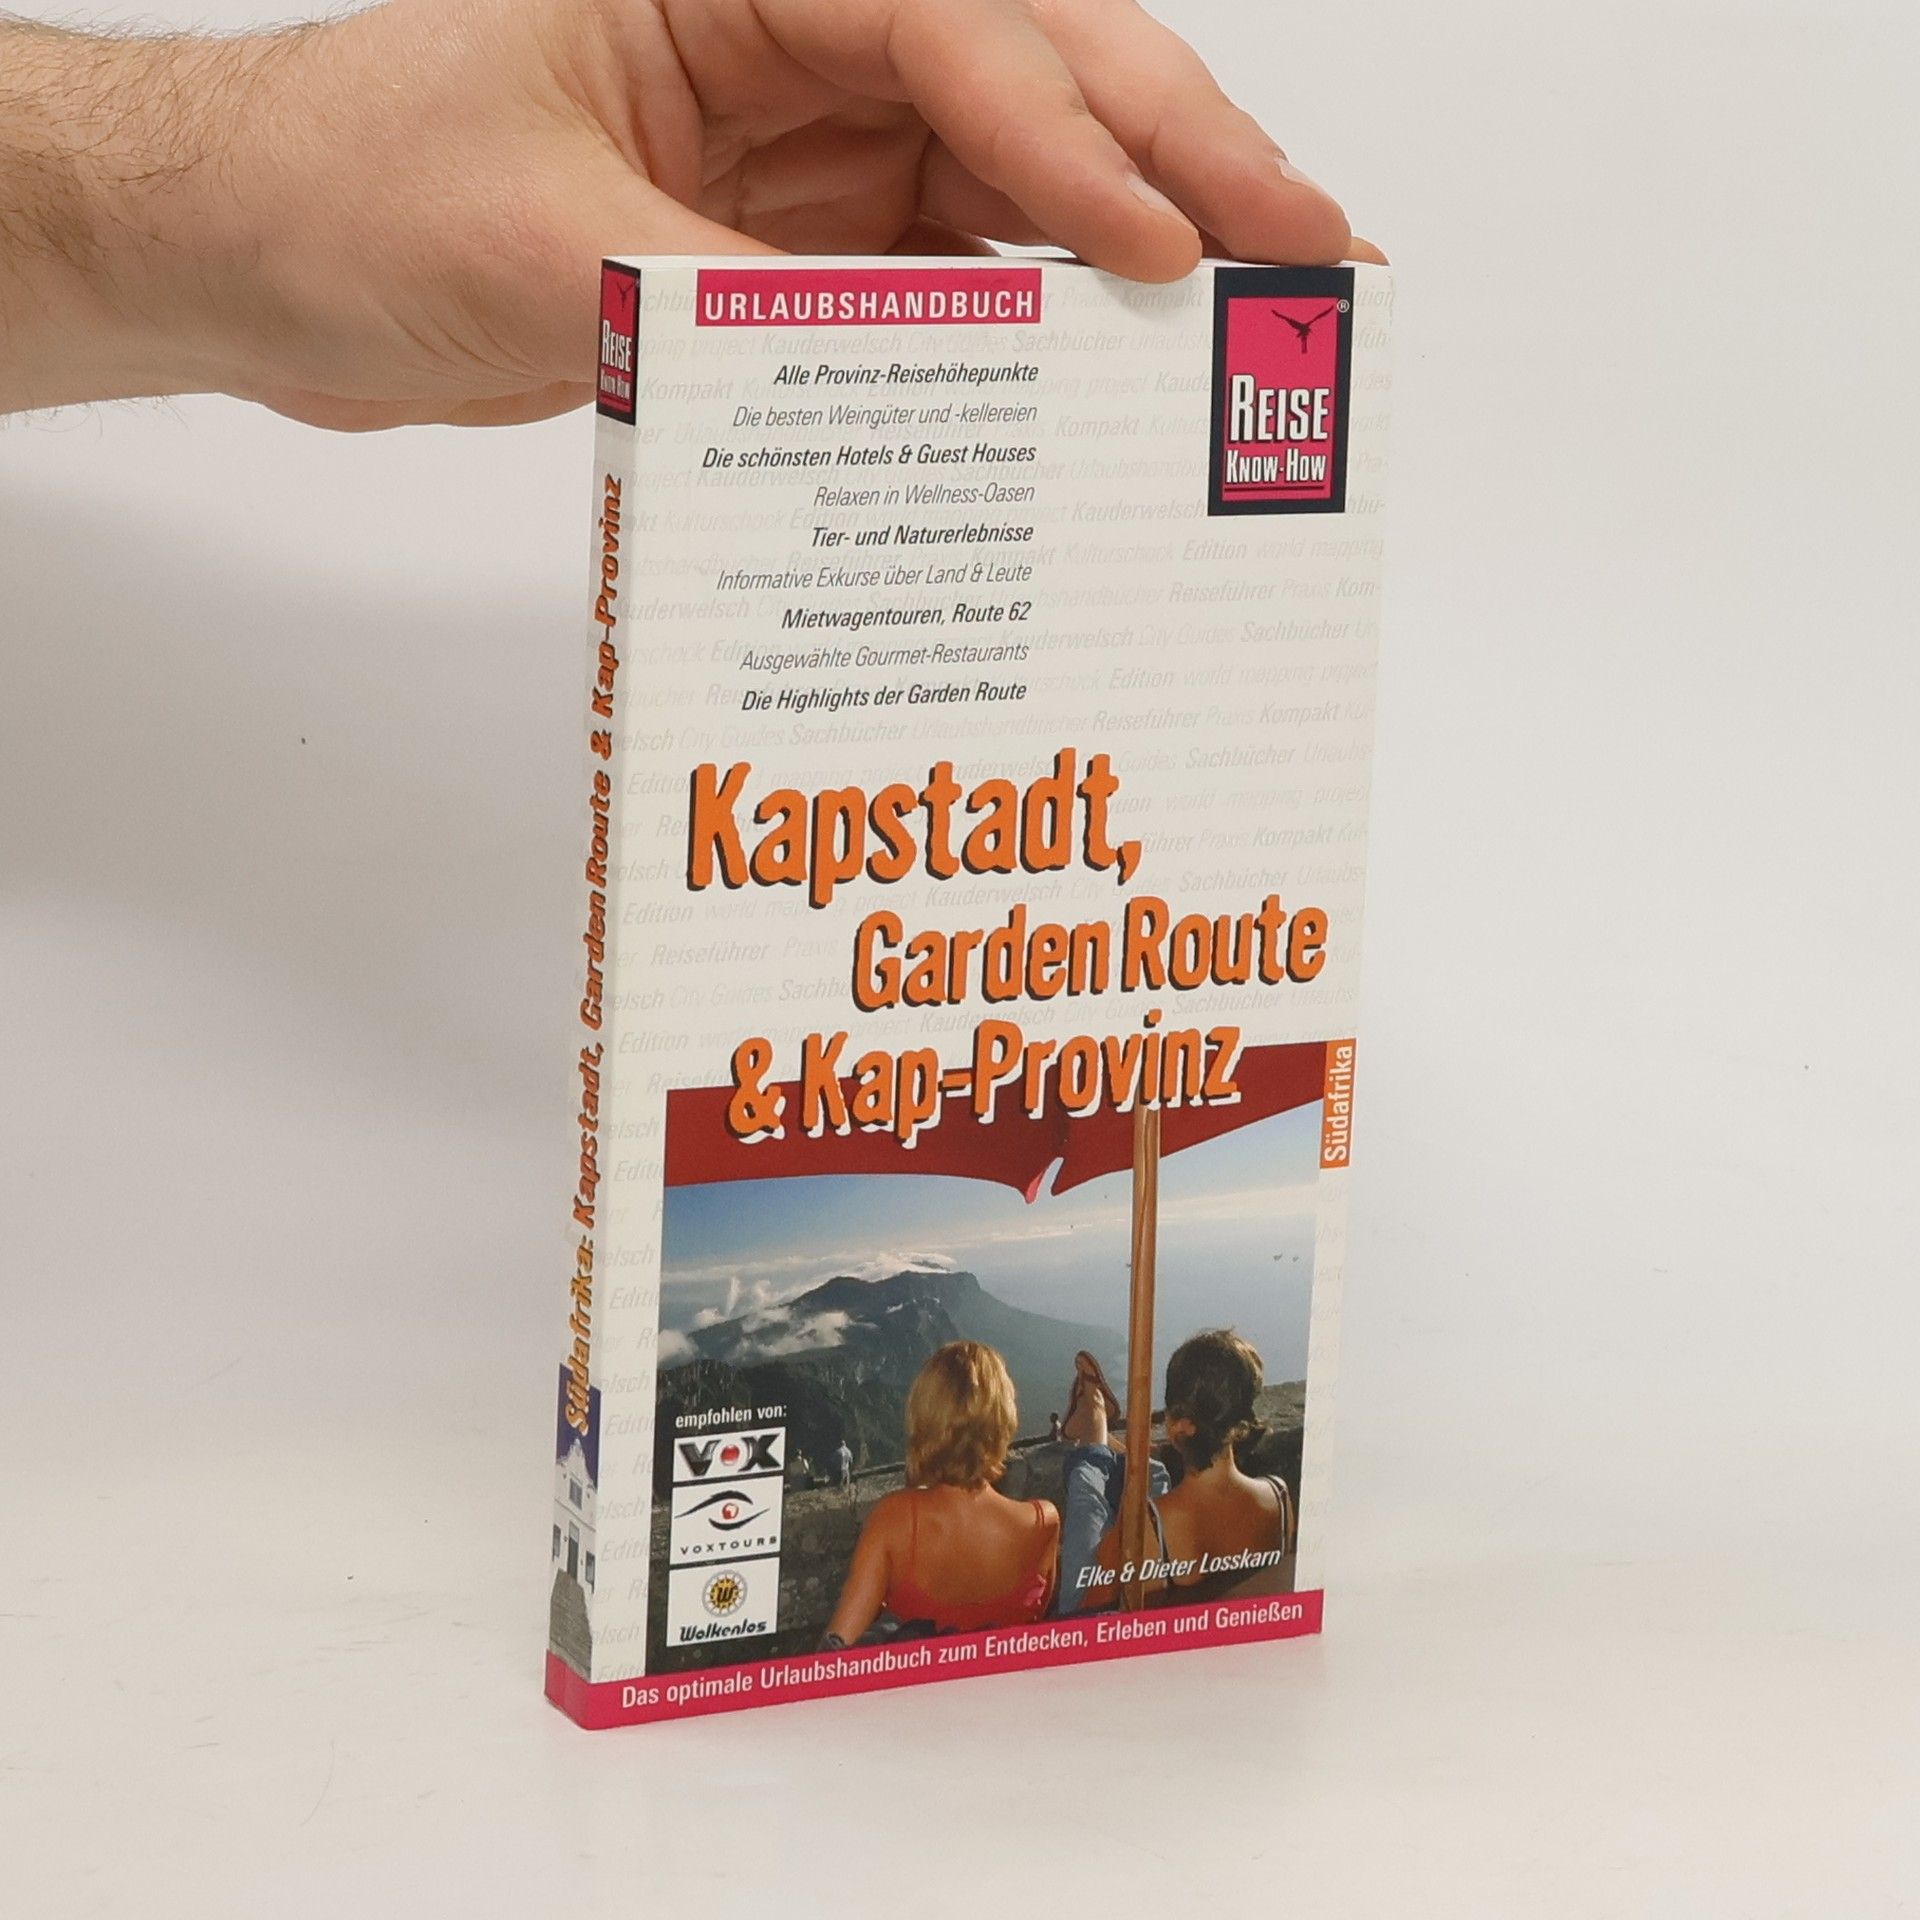 URLAUBSHANDBUCH
Alle Provinz-Reisehöhepunkte
Die besten Weingüter und -kellereien
Die schönsten Hotels & Guest Houses
Relaxen in Wellness-Oasen
Tier- und Naturerlebnisse
Informative Exkurse über Land & Leute
Mietwagentouren, Route 62
Ausgewählte Gourmet-Restaurants
Die Highlights der Garden Route
REISE
KNOW-HOW
®
Kapstadt,
Garden Route
& Kap-Provinz
Südafrika
empfohlen von:
VOX
VOXTOURS
W
Wolkenlos
Elke & Dieter Losskarn
Das optimale Urlaubshandbuch zum Entdecken, Erleben und Genießen
REISE
KNOW-HOW
Südafrika: Kapstadt, Garden Route & Kap-Provinz